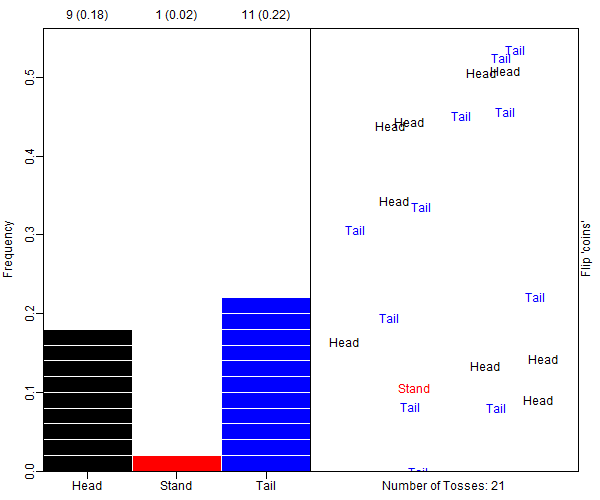 9 (0.18) 1 (0.02) 11 (0.22)
Frequency
0.5
0.4
0.3
0.2
0.1
0.0
Head Stand Tail
Tail
Tail
Head Head
Tail
Tail
Head
Head
Head
Tail
Tail
Tail
Tail
Head
Head
Head
Stand
Head
Tail
Tail
Tail
Number of Tosses: 21
Flip 'coins'